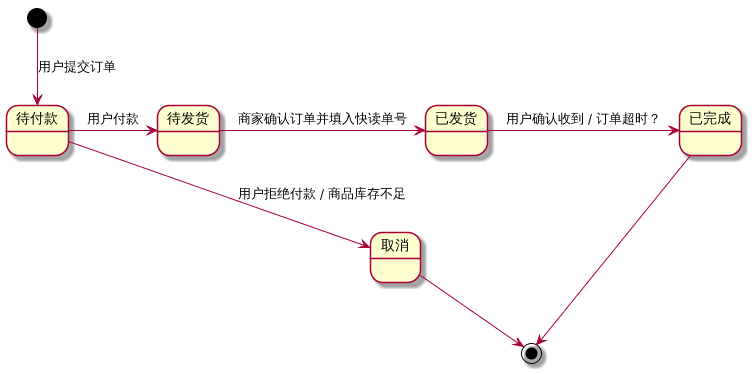 用户提交订单
待付款
用户付款
待发货
商家确认订单并填入快读单号
已发货
用户确认收到 / 订单超时？
已完成
用户拒绝付款 / 商品库存不足
取消